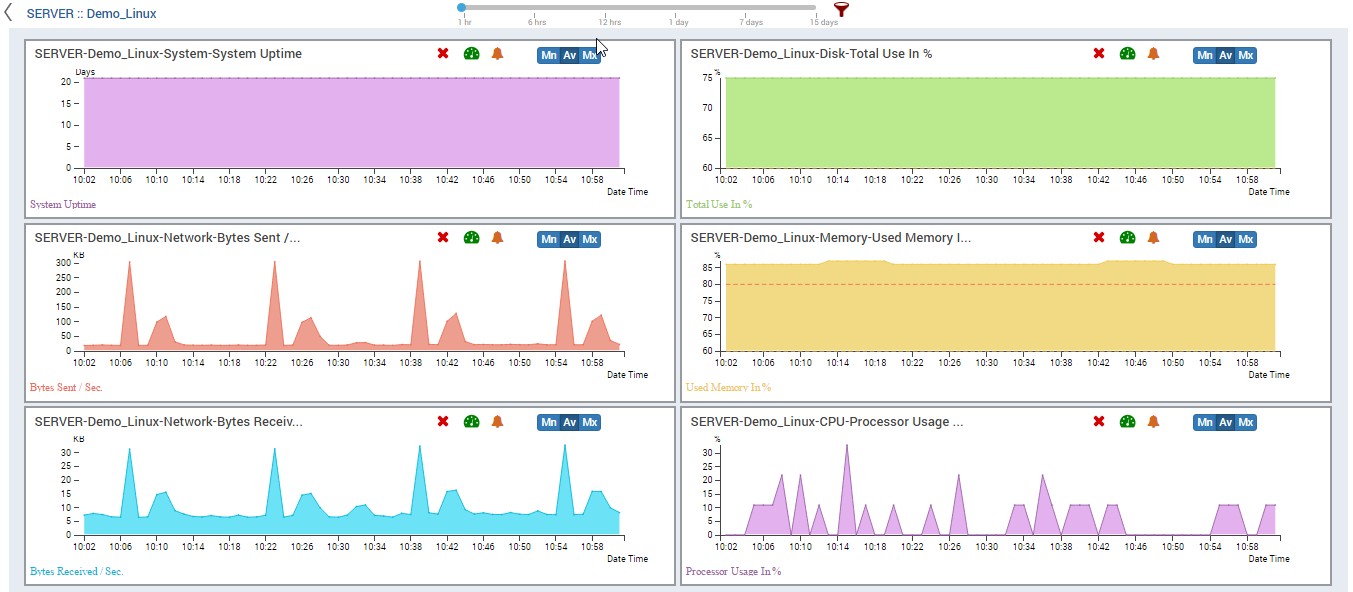 SERVER :: Demo_Linux
1 hr 6 hrs 12 hrs 1 day 7 days 15 days
SERVER-Demo_Linux-System-System Uptime
Mn Av Mx
Days
20
15
10
5
0
10:02 10:06 10:10 10:14 10:18 10:22 10:26 10:30 10:34 10:38 10:42 10:46 10:50 10:54 10:58
Date Time
System Uptime
SERVER-Demo_Linux-Disk-Total Use In %
Mn Av Mx
%
75
70
65
60
10:02 10:06 10:10 10:14 10:18 10:22 10:26 10:30 10:34 10:38 10:42 10:46 10:50 10:54 10:58
Date Time
Total Use In %
SERVER-Demo_Linux-Network-Bytes Sent /...
Mn Av Mx
KB
300
250
200
150
100
50
0
10:02 10:06 10:10 10:14 10:18 10:22 10:26 10:30 10:34 10:38 10:42 10:46 10:50 10:54 10:58
Date Time
Bytes Sent / Sec.
SERVER-Demo_Linux-Memory-Used Memory I...
Mn Av Mx
%
85
80
75
70
65
60
10:02 10:06 10:10 10:14 10:18 10:22 10:26 10:30 10:34 10:38 10:42 10:46 10:50 10:54 10:58
Date Time
Used Memory In %
SERVER-Demo_Linux-Network-Bytes Receiv...
Mn Av Mx
KB
30
25
20
15
10
5
0
10:02 10:06 10:10 10:14 10:18 10:22 10:26 10:30 10:34 10:38 10:42 10:46 10:50 10:54 10:58
Date Time
Bytes Received / Sec.
SERVER-Demo_Linux-CPU-Processor Usage ...
Mn Av Mx
%
30
25
20
15
10
5
0
10:02 10:06 10:10 10:14 10:18 10:22 10:26 10:30 10:34 10:38 10:42 10:46 10:50 10:54 10:58
Date Time
Processor Usage In %